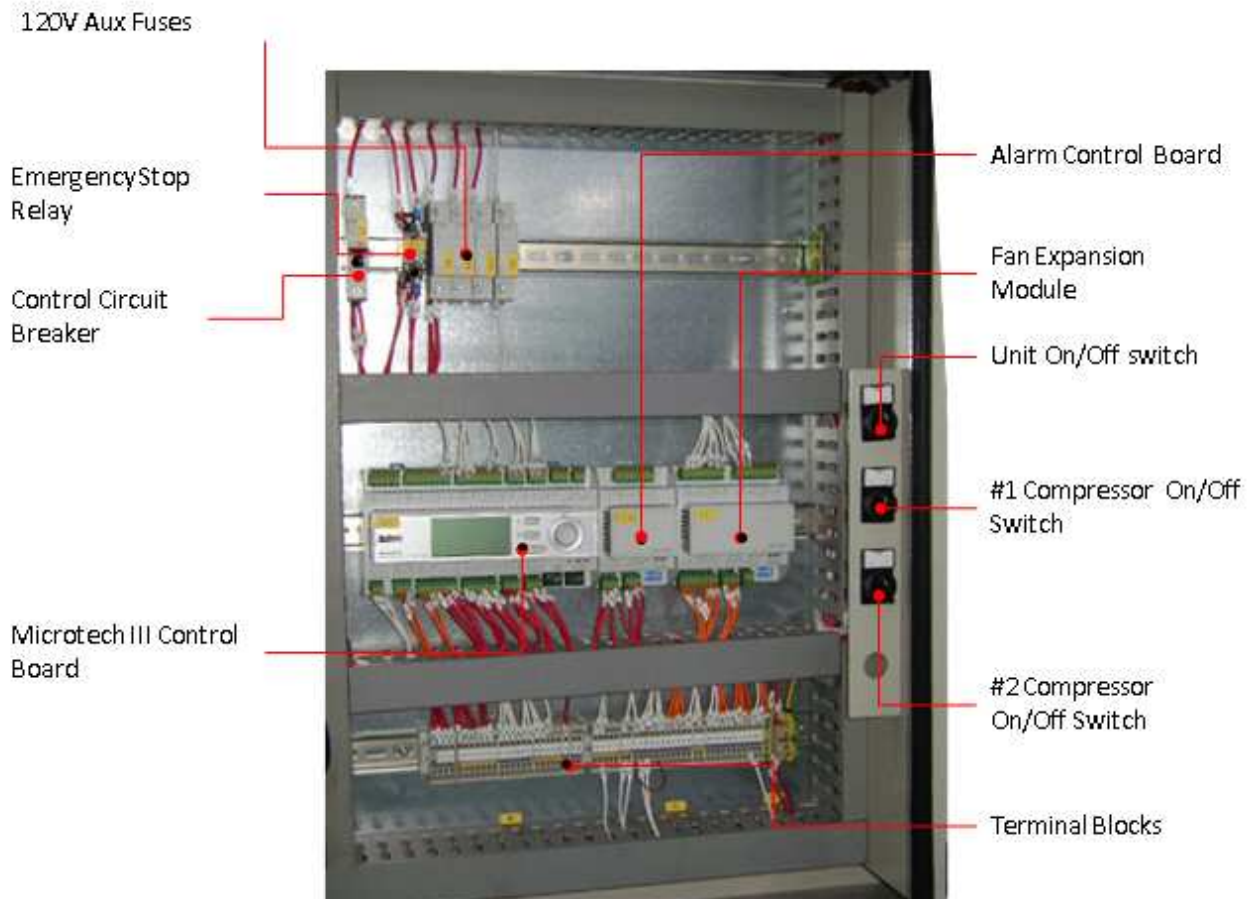 120V Aux Fuses
Emergency Stop
Relay
Control Circuit
Breaker
Microtech III Control
Board
Alarm Control Board
Fan Expansion
Module
Unit On/Off switch
#1 Compressor On/Off
Switch
#2 Compressor
On/Off Switch
Terminal Blocks